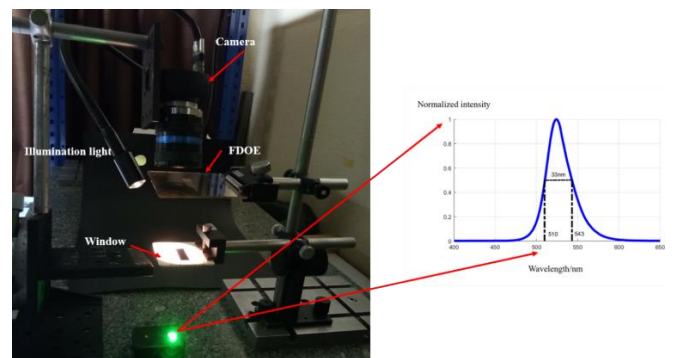 Camera
Illumination light
FDOE
Window
Normalized intensity
1
0.8
0.6
0.4
0.2
0
33nm
510
543
400
450
500
550
600
650
Wavelength/nm